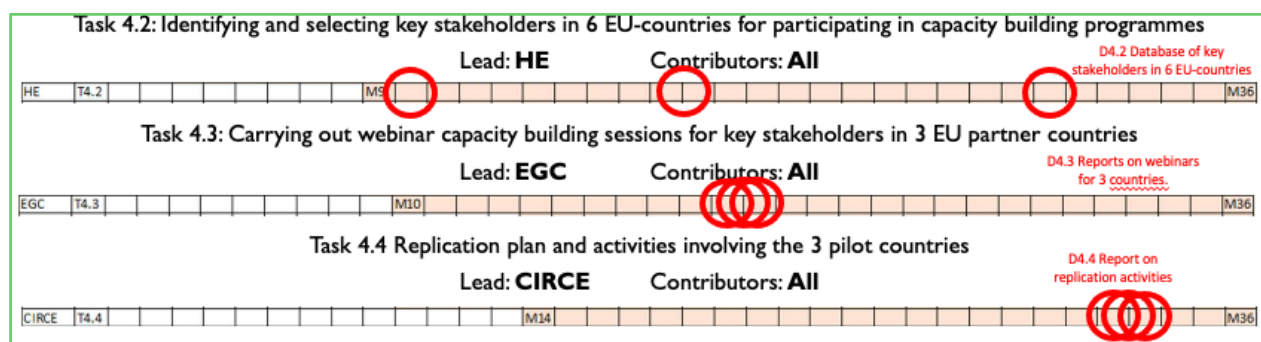 Task 4.2: Identifying and selecting key stakeholders in 6 EU-countries for participating in capacity building programmes
Lead: HE Contributors: All
D4.2 Database of key
stakeholders in 6 EU-countries
HE T4.2 M9 M36
Task 4.3: Carrying out webinar capacity building sessions for key stakeholders in 3 EU partner countries
Lead: EGC Contributors: All
D4.3 Reports on webinars
for 3 countries.
EGC T4.3 M10 M36
Task 4.4 Replication plan and activities involving the 3 pilot countries
Lead: CIRCE Contributors: All
D4.4 Report on
replication activities
CIRCE T4.4 M14 M36